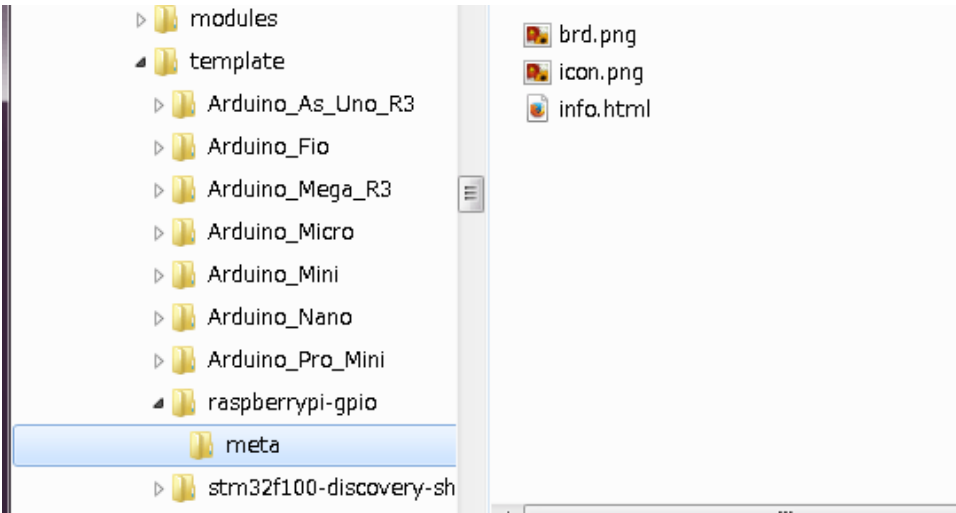 modules
template
Arduino_As_Uno_R3
Arduino_Fio
Arduino_Mega_R3
Arduino_Micro
Arduino_Mini
Arduino_Nano
Arduino_Pro_Mini
raspberrypi-gpio
meta
stm32f100-discovery-sh
brd.png
icon.png
info.html